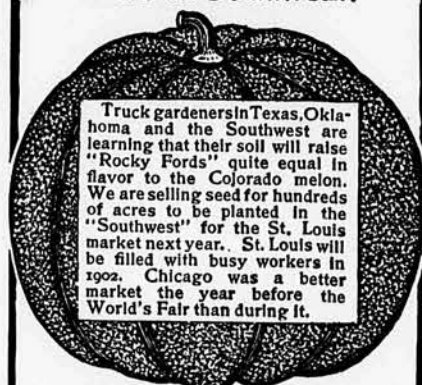 Truck gardeners in Texas, Okla-
homa and the Southwest are
learning that their soil will raise
"Rocky Fords" quite equal in
flavor to the Colorado melon.
We are selling seed for hundreds
of acres to be planted in the
"Southwest" for the St. Louis
market next year.. St. Louis will
be filled with busy workers in
1902. Chicago was a better
market the year before the
World's Fair than during it.